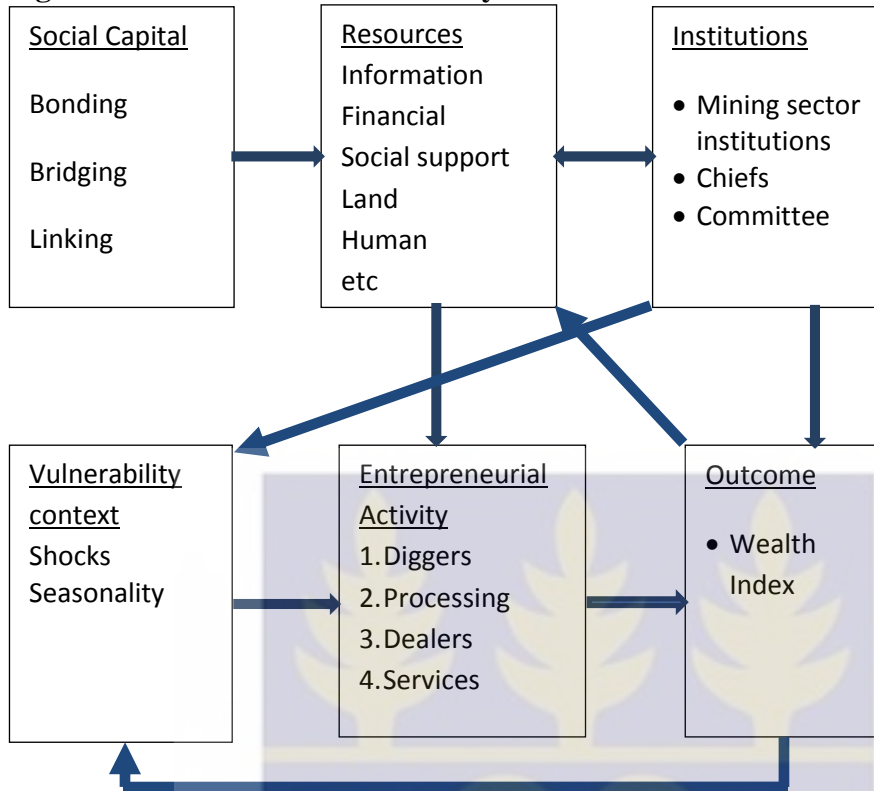 Social Capital
Bonding
Bridging
Linking
Resources
Information
Financial
Social support
Land
Human
etc
Institutions
• Mining sector
institutions
• Chiefs
• Committee
Vulnerability
context
Shocks
Seasonality
Entrepreneurial
Activity
1.Diggers
2.Processing
3.Dealers
4.Services
Outcome
• Wealth
Index